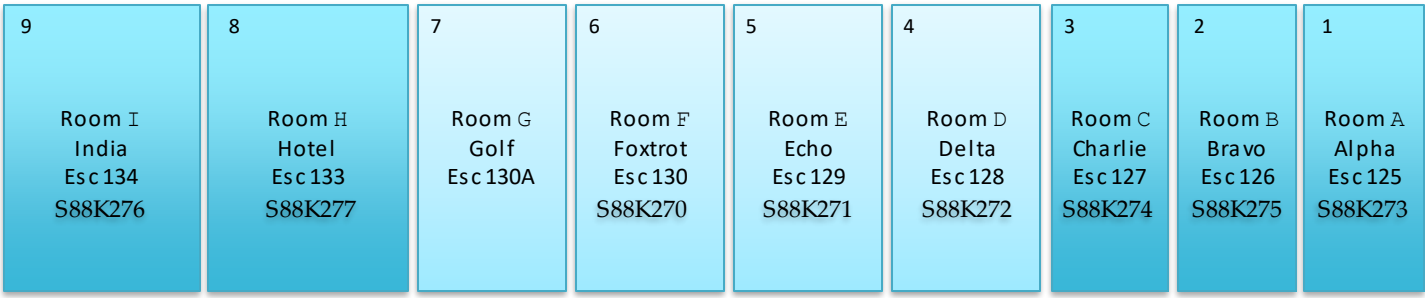 9
Room I
India
Esc 134
S88K276
8
Room H
Hotel
Esc 133
S88K277
7
Room G
Golf
Esc 130A
6
Room F
Foxtrot
Esc 130
S88K270
5
Room E
Echo
Esc 129
S88K271
4
Room D
Delta
Esc 128
S88K272
3
Room C
Charlie
Esc 127
S88K274
2
Room B
Bravo
Esc 126
S88K275
1
Room A
Alpha
Esc 125
S88K273